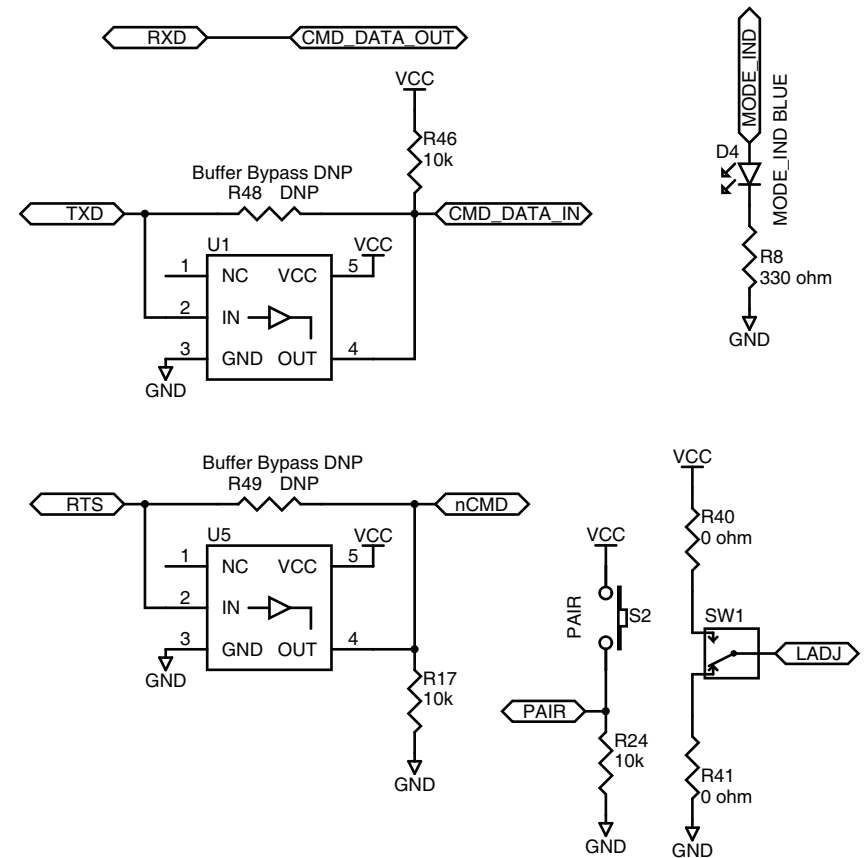 RXD
CMD_DATA_OUT
VCC
R46
10k
Buffer Bypass DNP
R48 DNP
TXD
CMD_DATA_IN
U1
VCC
1 NC VCC 5
2 IN
3 GND OUT 4
GND
MODE_IND
D4
MODE_IND BLUE
R8
330 ohm
GND
Buffer Bypass DNP
R49 DNP
RTS
nCMD
U5
VCC
1 NC VCC 5
2 IN
3 GND OUT 4
GND
R17
10k
GND
VCC
PAIR
S2
PAIR
R24
10k
GND
VCC
R40
0 ohm
SW1
LADJ
R41
0 ohm
GND